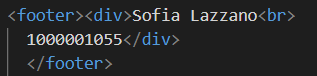 <footer><div>Sofia Lazzano<br>
1000001055</div>
</footer>